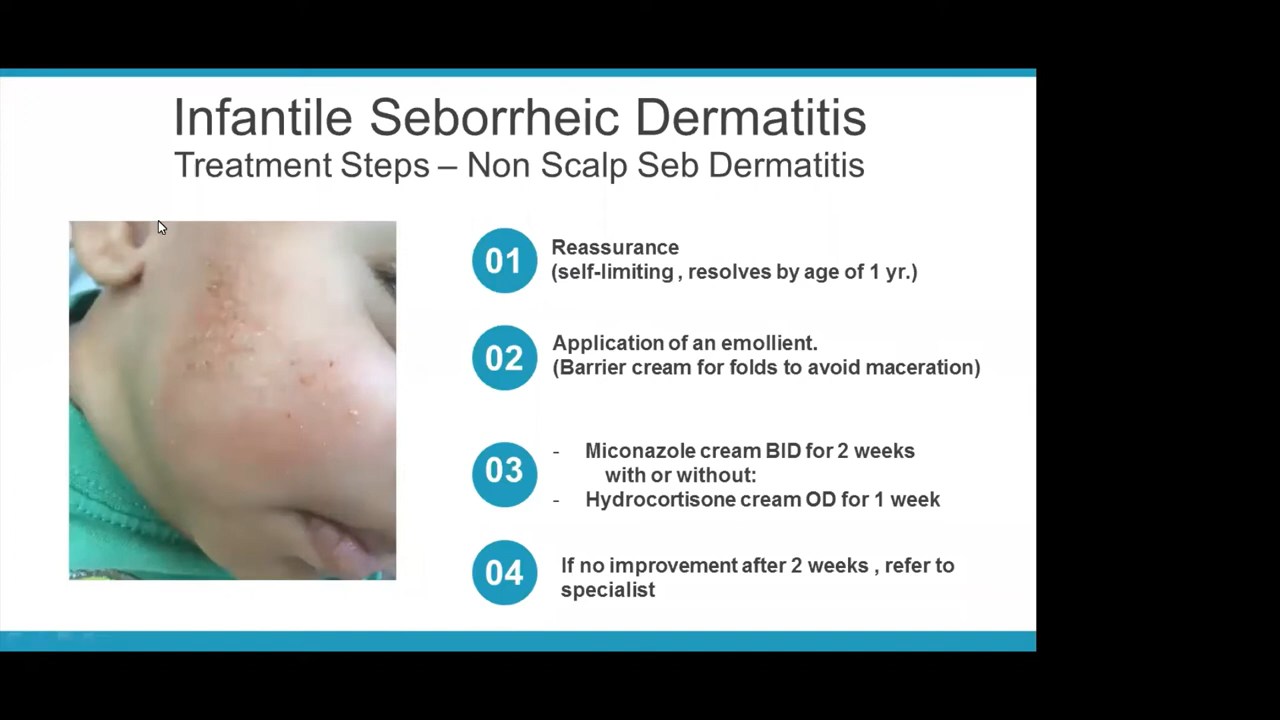 Infantile Seborrheic Dermatitis
Treatment Steps – Non Scalp Seb Dermatitis
01
Reassurance
(self-limiting , resolves by age of 1 yr.)
02
Application of an emollient.
(Barrier cream for folds to avoid maceration)
03
- Miconazole cream BID for 2 weeks
with or without:
- Hydrocortisone cream OD for 1 week
04
If no improvement after 2 weeks , refer to
specialist